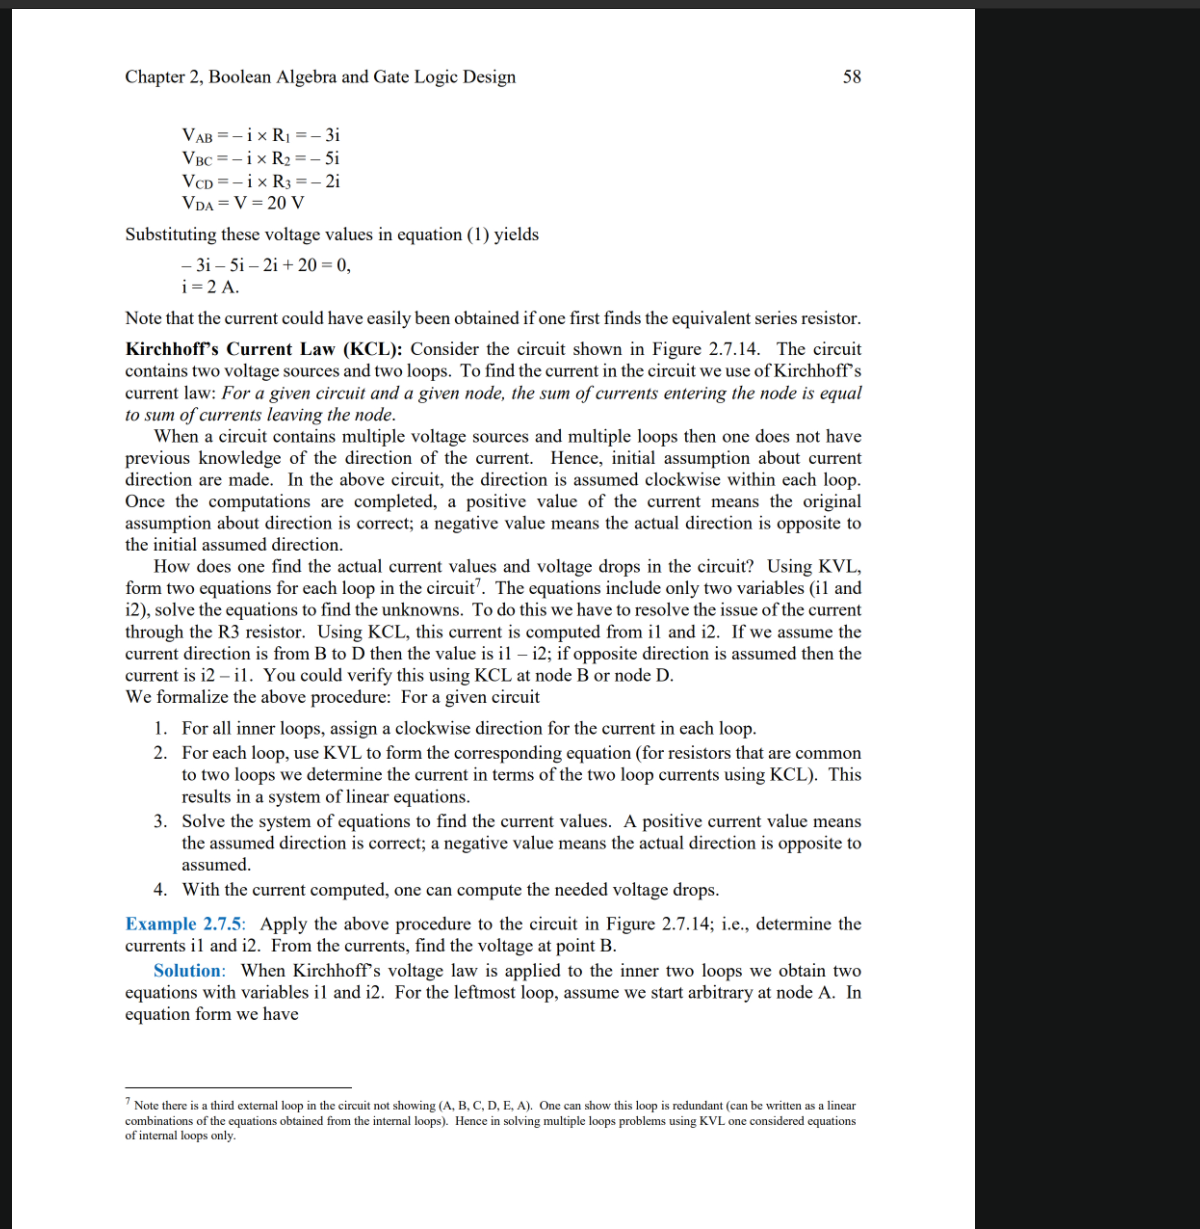 Chapter 2, Boolean Algebra and Gate Logic Design 58
VAB = – i × R1 = – 3i
VBC = – i × R2 = – 5i
VCD = – i × R3 = – 2i
VDA = V = 20 V
Substituting these voltage values in equation (1) yields
– 3i – 5i – 2i + 20 = 0,
i = 2 A.
Note that the current could have easily been obtained if one first finds the equivalent series resistor.
Kirchhoff's Current Law (KCL): Consider the circuit shown in Figure 2.7.14. The circuit
contains two voltage sources and two loops. To find the current in the circuit we use of Kirchhoff's
current law: For a given circuit and a given node, the sum of currents entering the node is equal
to sum of currents leaving the node.
When a circuit contains multiple voltage sources and multiple loops then one does not have
previous knowledge of the direction of the current. Hence, initial assumption about current
direction are made. In the above circuit, the direction is assumed clockwise within each loop.
Once the computations are completed, a positive value of the current means the original
assumption about direction is correct; a negative value means the actual direction is opposite to
the initial assumed direction.
How does one find the actual current values and voltage drops in the circuit? Using KVL,
form two equations for each loop in the circuit7. The equations include only two variables (i1 and
i2), solve the equations to find the unknowns. To do this we have to resolve the issue of the current
through the R3 resistor. Using KCL, this current is computed from i1 and i2. If we assume the
current direction is from B to D then the value is i1 – i2; if opposite direction is assumed then the
current is i2 – i1. You could verify this using KCL at node B or node D.
We formalize the above procedure: For a given circuit
1. For all inner loops, assign a clockwise direction for the current in each loop.
2. For each loop, use KVL to form the corresponding equation (for resistors that are common
to two loops we determine the current in terms of the two loop currents using KCL). This
results in a system of linear equations.
3. Solve the system of equations to find the current values. A positive current value means
the assumed direction is correct; a negative value means the actual direction is opposite to
assumed.
4. With the current computed, one can compute the needed voltage drops.
Example 2.7.5: Apply the above procedure to the circuit in Figure 2.7.14; i.e., determine the
currents i1 and i2. From the currents, find the voltage at point B.
Solution: When Kirchhoff's voltage law is applied to the inner two loops we obtain two
equations with variables i1 and i2. For the leftmost loop, assume we start arbitrary at node A. In
equation form we have
7 Note there is a third external loop in the circuit not showing (A, B, C, D, E, A). One can show this loop is redundant (can be written as a linear
combinations of the equations obtained from the internal loops). Hence in solving multiple loops problems using KVL one considered equations
of internal loops only.